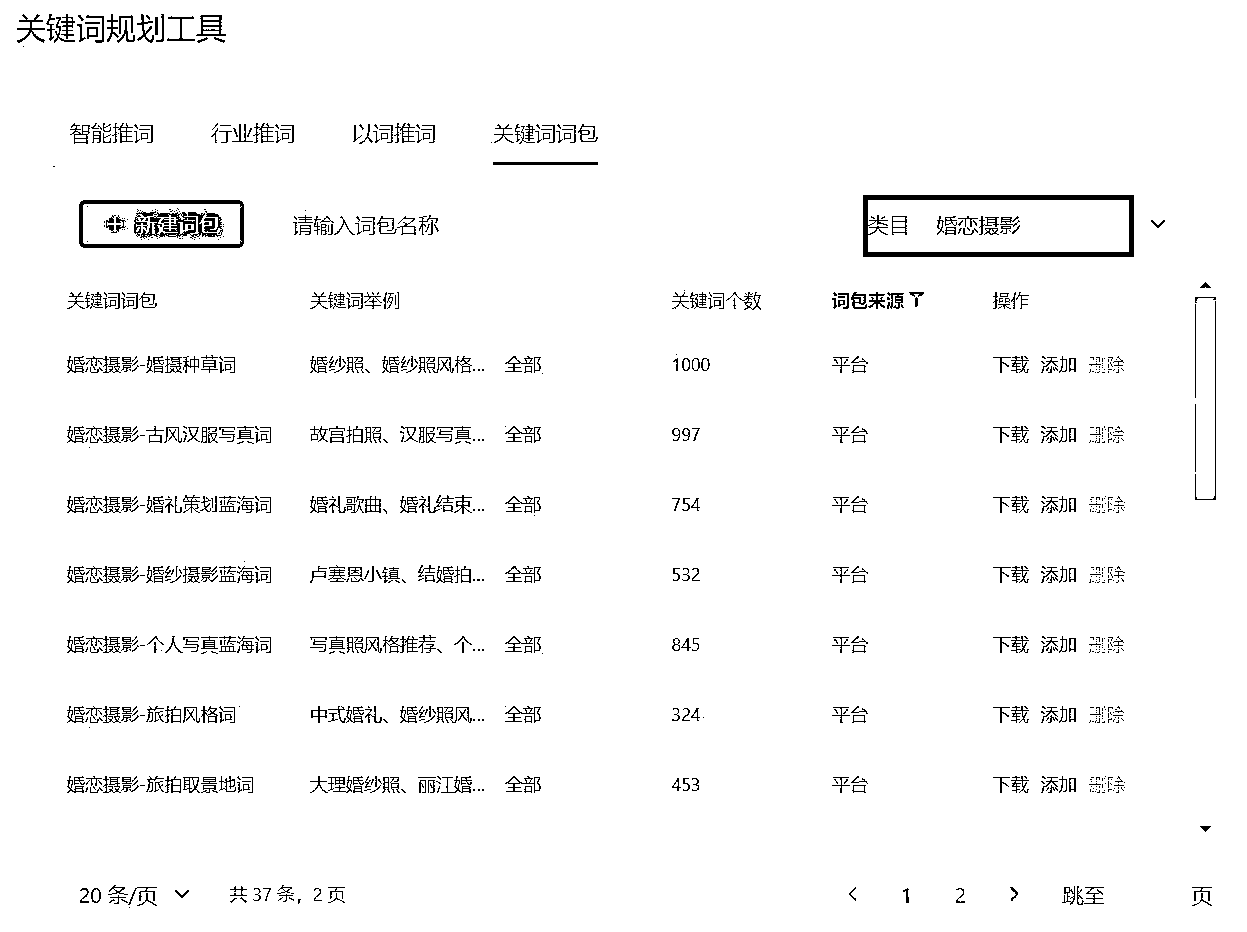 关键词规划工具
智能推词 行业推词 以词推词 关键词词包
新建词包 请输入词包名称 类目 婚恋摄影
关键词词包 关键词举例 关键词个数 词包来源 操作
婚恋摄影-婚摄种草词 婚纱照、婚纱照风格... 全部 1000 平台 下载 添加 删除
婚恋摄影-古风汉服写真词 故宫拍照、汉服写真... 全部 997 平台 下载 添加 删除
婚恋摄影-婚礼策划蓝海词 婚礼歌曲、婚礼结束... 全部 754 平台 下载 添加 删除
婚恋摄影-婚纱摄影蓝海词 卢塞恩小镇、结婚拍... 全部 532 平台 下载 添加 删除
婚恋摄影-个人写真蓝海词 写真照风格推荐、个... 全部 845 平台 下载 添加 删除
婚恋摄影-旅拍风格词 中式婚礼、婚纱照风... 全部 324 平台 下载 添加 删除
婚恋摄影-旅拍取景地词 大理婚纱照、丽江婚... 全部 453 平台 下载 添加 删除
20 条/页 共 37 条，2 页 1 2 跳至 页